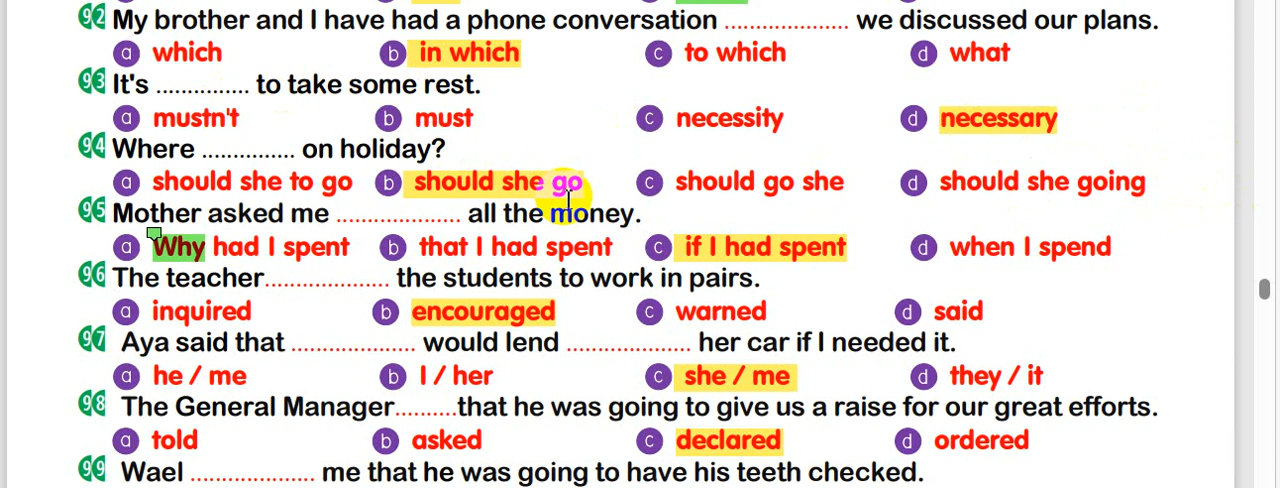 92 My brother and I have had a phone conversation .................. we discussed our plans.
a which b in which c to which d what
93 It's ............... to take some rest.
a mustn't b must c necessity d necessary
94 Where ............... on holiday?
a should she to go b should she go c should go she d should she going
95 Mother asked me .................... all the money.
a Why had I spent b that I had spent c if I had spent d when I spend
96 The teacher.................... the students to work in pairs.
a inquired b encouraged c warned d said
97 Aya said that .................... would lend .................... her car if I needed it.
a he / me b I / her c she / me d they / it
98 The General Manager..........that he was going to give us a raise for our great efforts.
a told b asked c declared d ordered
99 Wael .................... me that he was going to have his teeth checked.